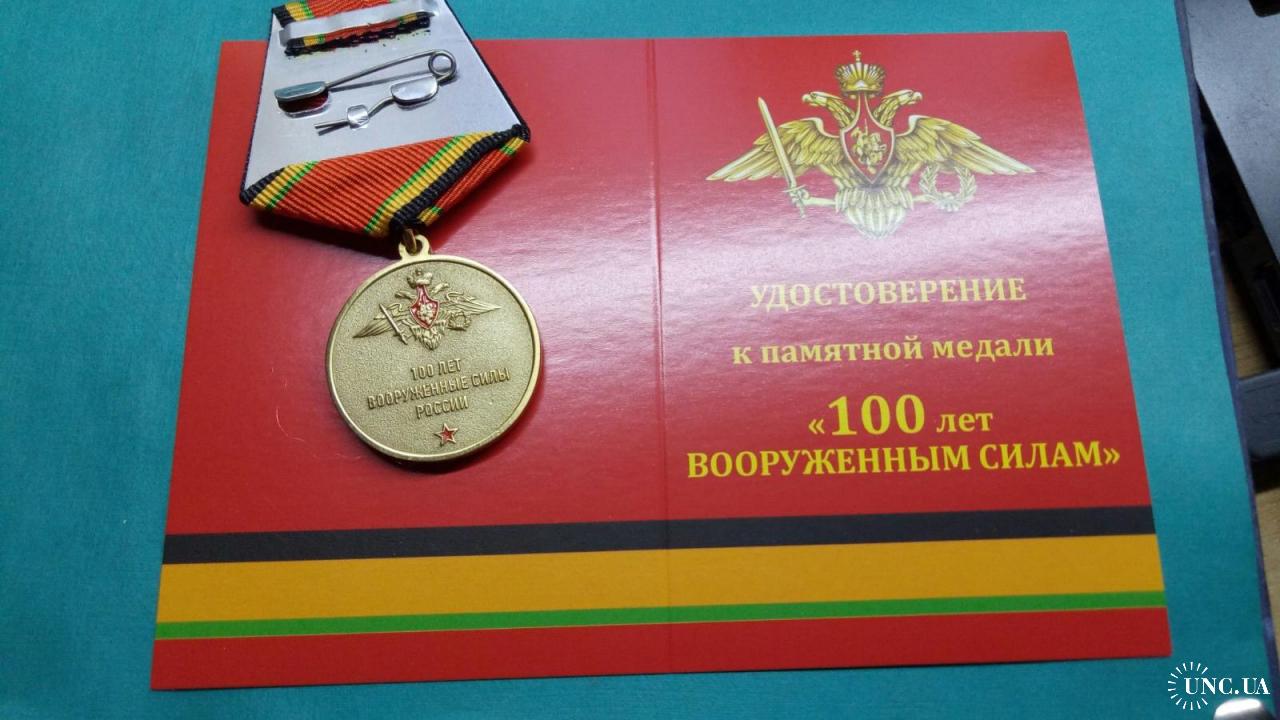 100 ЛЕТ
ВООРУЖЕННЫЕ СИЛЫ
РОССИИ
УДОСТОВЕРЕНИЕ
к памятной медали
«100 лет
ВООРУЖЕННЫМ СИЛАМ»
UNC.UA